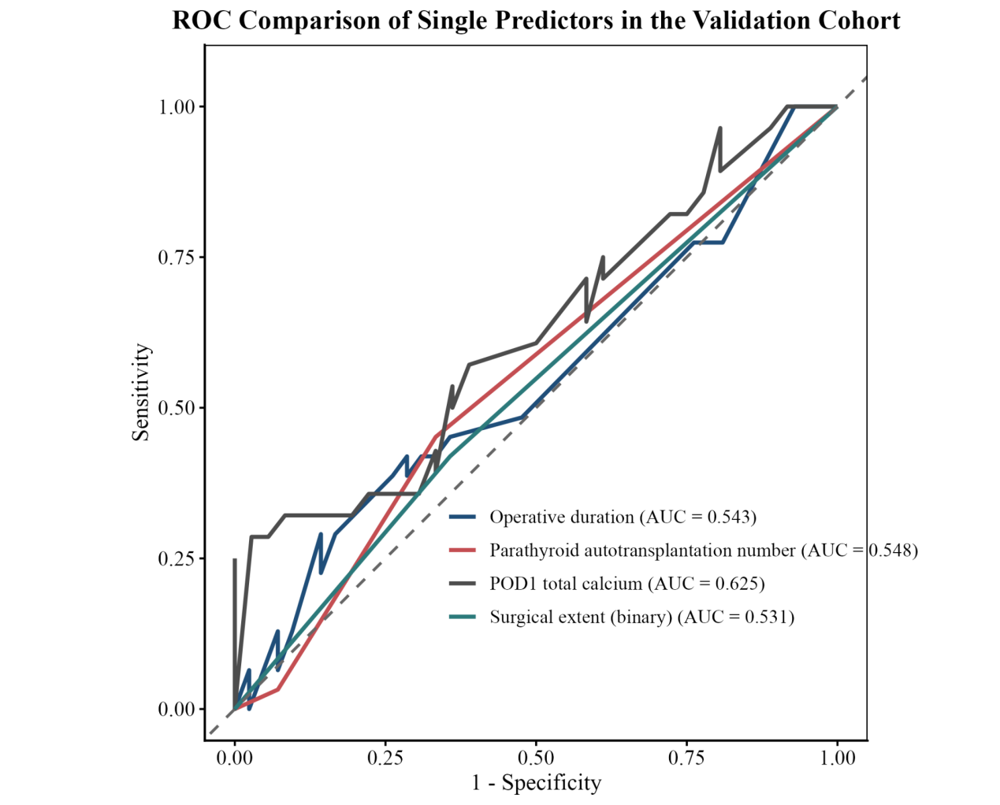 ROC Comparison of Single Predictors in the Validation Cohort
1.00
0.75
0.50
0.25
0.00
Sensitivity
Operative duration (AUC = 0.543)
Parathyroid autotransplantation number (AUC = 0.548)
POD1 total calcium (AUC = 0.625)
Surgical extent (binary) (AUC = 0.531)
0.00 0.25 0.50 0.75 1.00
1 - Specificity